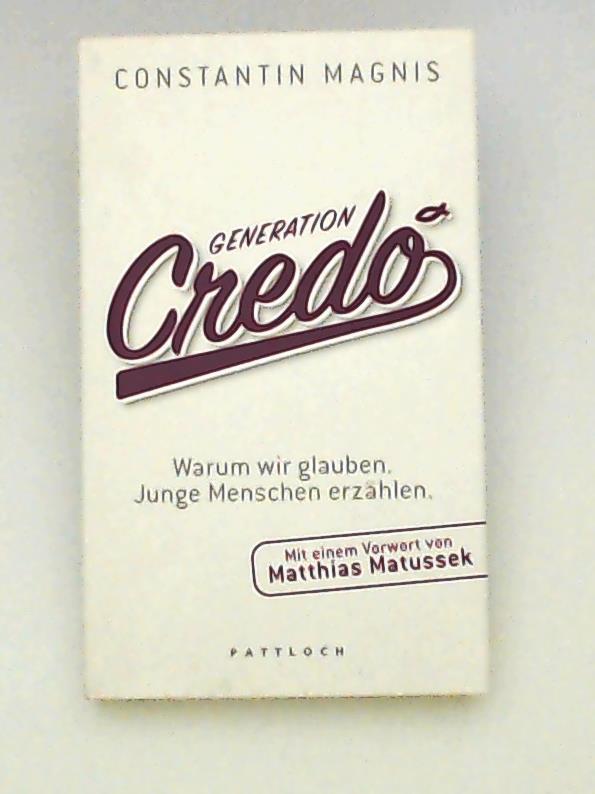 CONSTANTIN MAGNIS
GENERATION
Credo
Warum wir glauben.
Junge Menschen erzählen.
Mit einem Vorwort von
Matthias Matussek
PATTLOCH